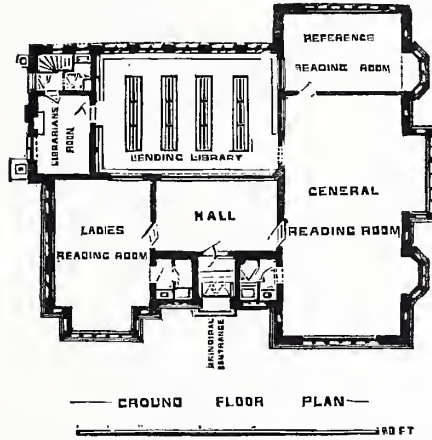 REFERENCE
READING ROOM
LIBRARIANS
ROOM
LENDING LIBRARY
GENERAL
READING ROOM
HALL
LADIES
READING ROOM
PRINCIPAL
ENTRANCE
— GROUND FLOOR PLAN —
FT